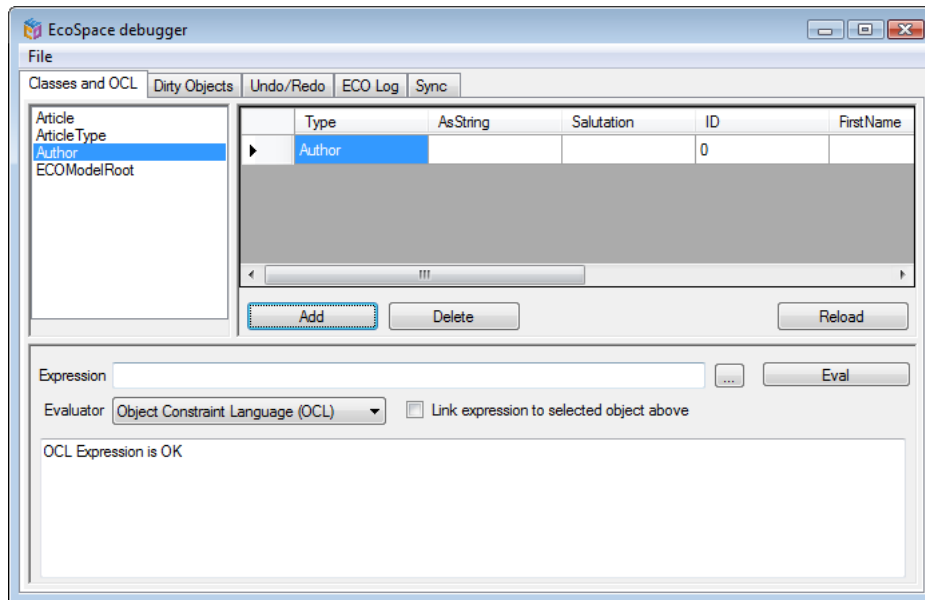 EcoSpace debugger
File
Classes and OCL Dirty Objects Undo/Redo ECO Log Sync
Article
ArticleType
Author
ECOModelRoot
Type AsString Salutation ID FirstName
Author 0
Add Delete Reload
Expression ... Eval
Evaluator Object Constraint Language (OCL) Link expression to selected object above
OCL Expression is OK